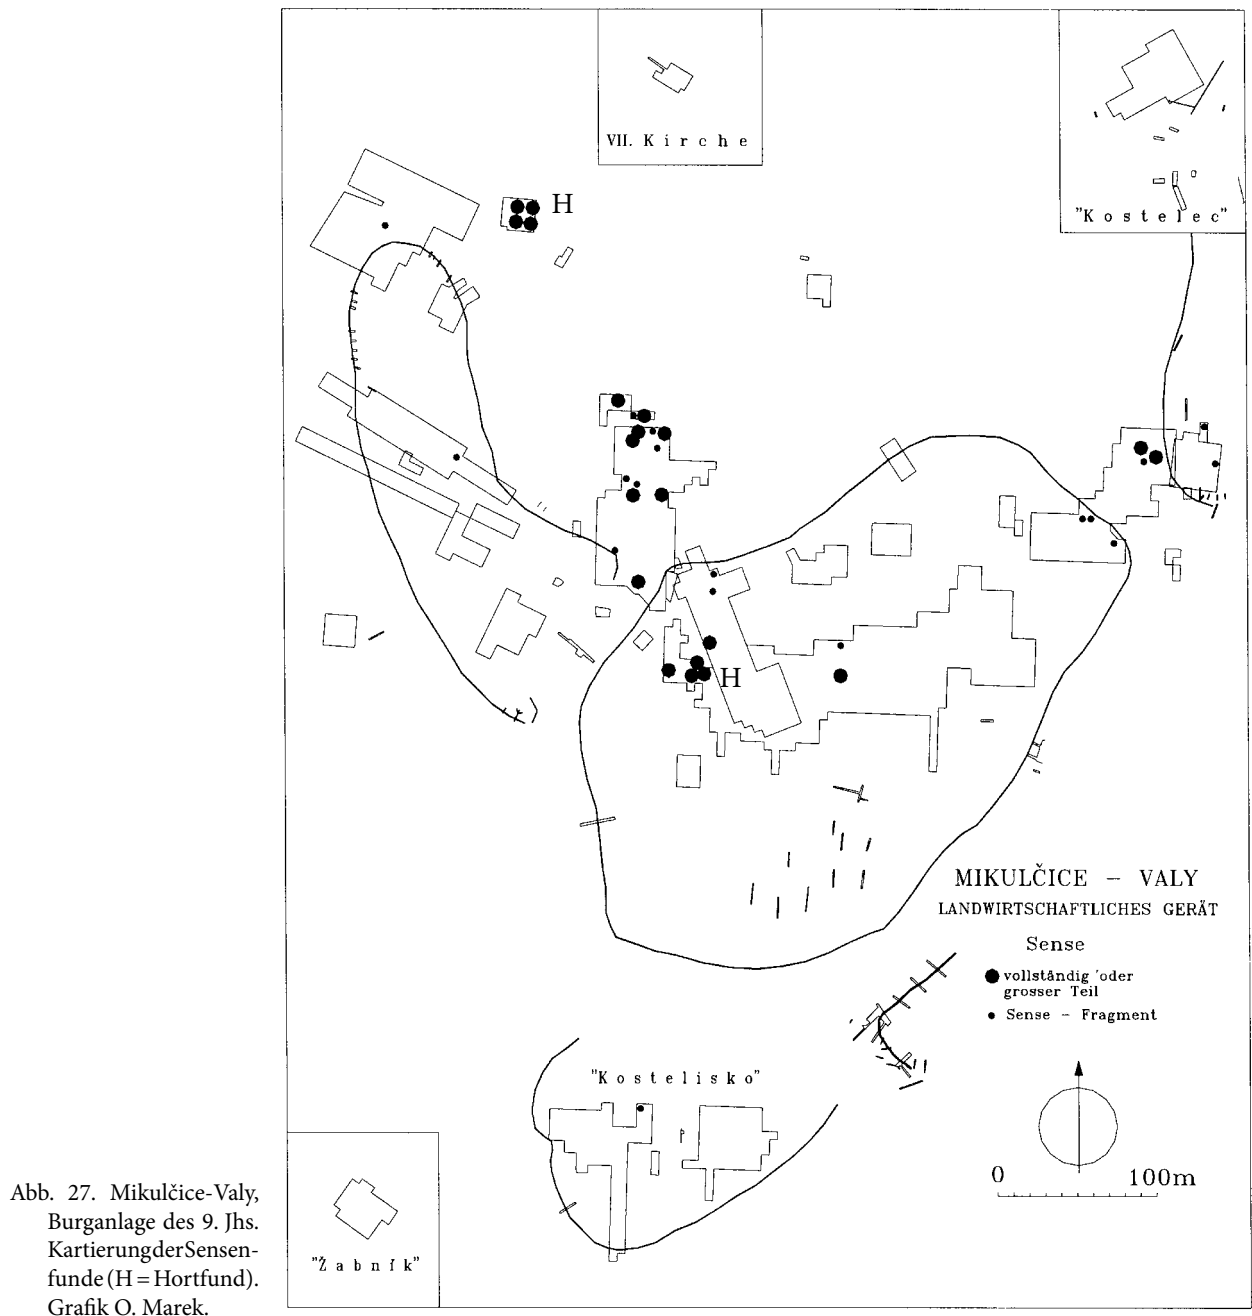 VII. Kirche
"Kostelec"
H
H
MIKULČICE – VALY
LANDWIRTSCHAFTLICHES GERÄT
Sense
vollständig 'oder
grosser Teil
Sense – Fragment
"Kostelisko"
0 100m
"Žabník"
Abb. 27. Mikulčice-Valy,
Burganlage des 9. Jhs.
KartierungderSensen-
funde (H = Hortfund).
Grafik O. Marek.